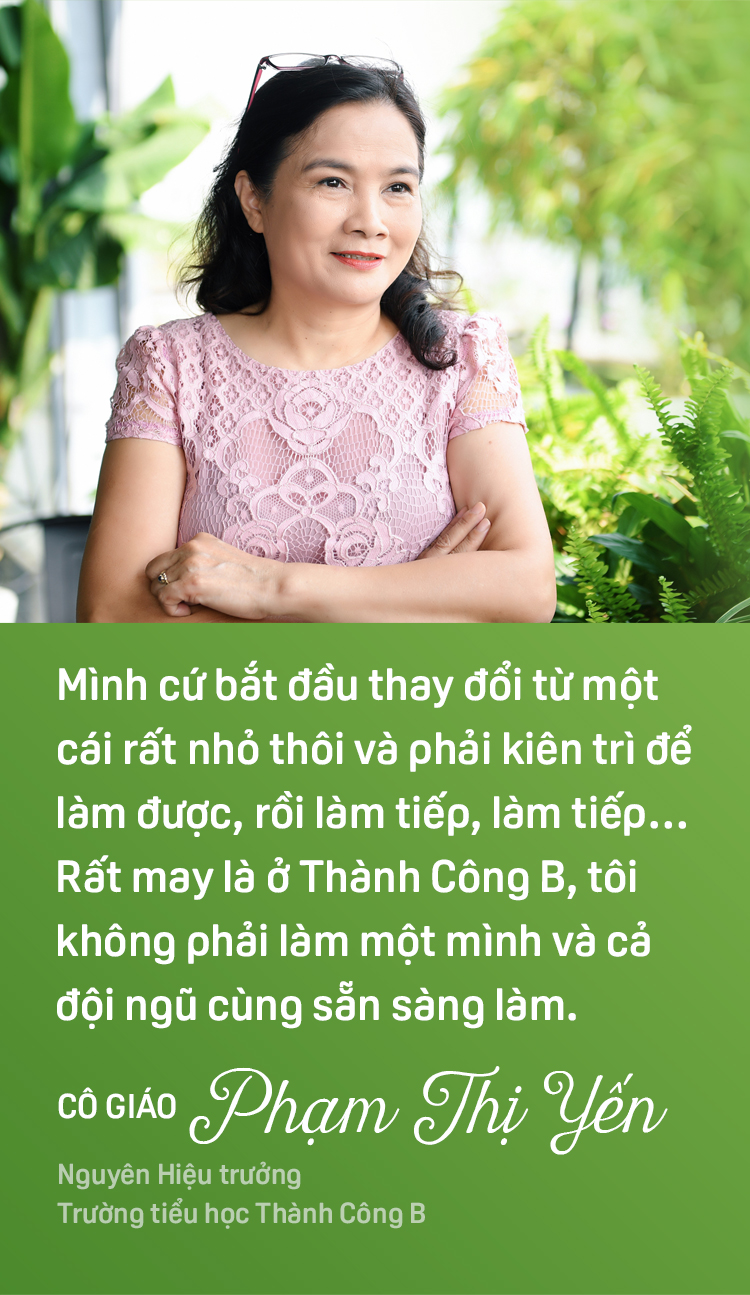 Mình cứ bắt đầu thay đổi từ một
cái rất nhỏ thôi và phải kiên trì để
làm được, rồi làm tiếp, làm tiếp...
Rất may là ở Thành Công B, tôi
không phải làm một mình và cả
đội ngũ cùng sẵn sàng làm.
CÔ GIÁO Phạm Thị Yến
Nguyên Hiệu trưởng
Trường tiểu học Thành Công B